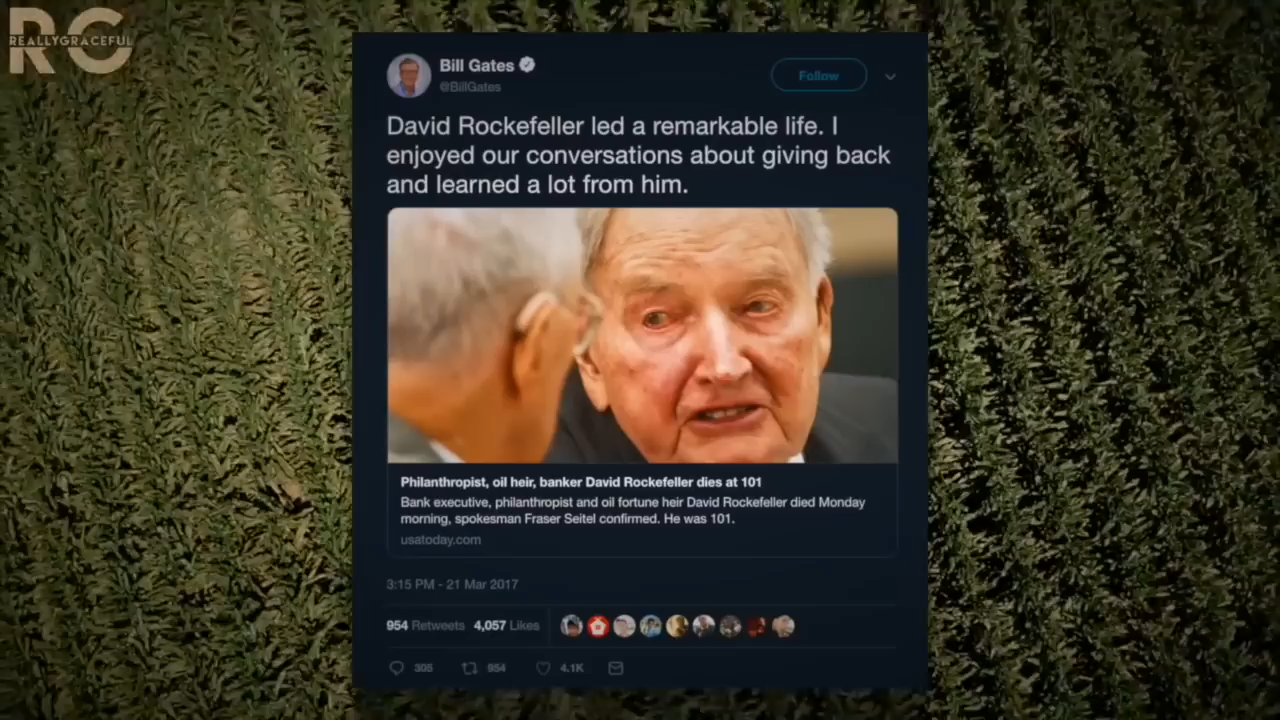 RG
REALLYGRACEFUL
Bill Gates
@BillGates
Follow
David Rockefeller led a remarkable life. I
enjoyed our conversations about giving back
and learned a lot from him.
Philanthropist, oil heir, banker David Rockefeller dies at 101
Bank executive, philanthropist and oil fortune heir David Rockefeller died Monday
morning, spokesman Fraser Seitel confirmed. He was 101.
usatoday.com
3:15 PM - 21 Mar 2017
954 Retweets 4,057 Likes
305 954 4.1K